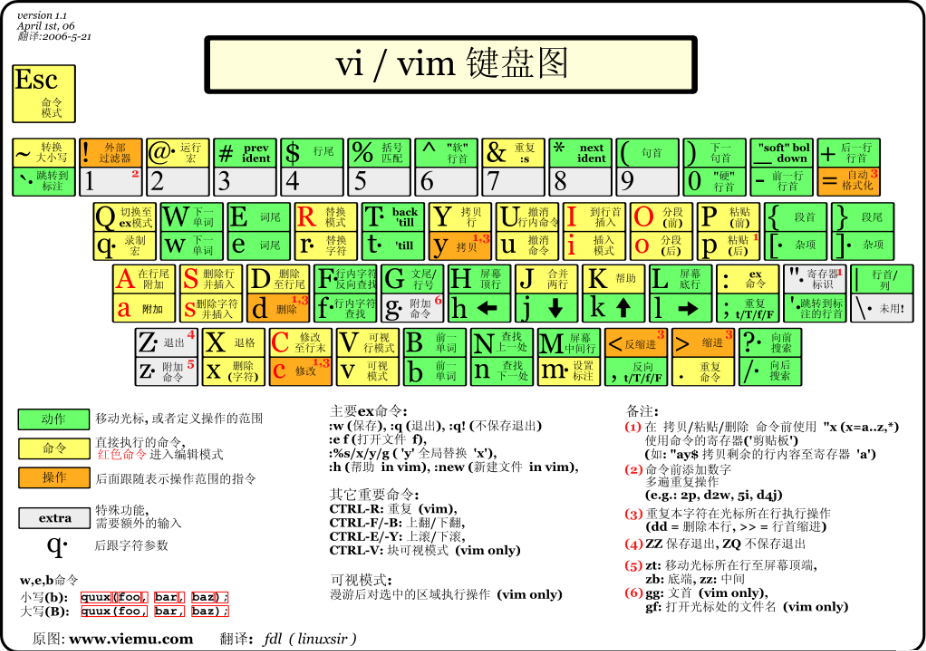 version 1.1
April 1st, 06
翻译:2006-5-21
vi / vim 键盘图
Esc
命令
模式
~ 转换
大小写
! 外部
过滤器
@· 运行
宏
# prev
ident
$ 行尾
% 括号
匹配
^ "软"
行首
& 重复
:s
* next
ident
( 句首
) 下一
句首
_ "soft" bol
down
+ 后一行
行首
`· 跳转到
标注
1 2
2
3
4
5
6
7
8
9
0 "硬"
行首
- 前一行
行首
= 自动 3
格式化
Q 切换至
ex模式
W 下一
单词
E 词尾
R 替换
模式
T· back
'till
Y 拷贝
行
U 撤消
行内命令
I 到行首
插入
O 分段
(前)
P 粘贴
(前)
{ 段首
} 段尾
q· 录制
宏
w 下一
单词
e 词尾
r· 替换
字符
t· 'till
y 拷贝 1,3
u 撤消
命令
i 插入
模式
o 分段
(后)
p 粘贴 1
(后)
[· 杂项
]· 杂项
A 在行尾
附加
S 删除行
并插入
D 删除
至行尾
F· 行内字符
反向查找
G 文尾/
行号
H 屏幕
顶行
J 合并
两行
K 帮助
L 屏幕
底行
: ex
命令
"· 寄存器 1
标识
| 行首/
列
a 附加
s 删除字符
并插入
d 删除 1,3
f· 行内字符
查找
g· 附加 6
命令
h ←
j ↓
k ↑
l →
; 重复
t/T/f/F
'· 跳转到标
注的行首
\· 未用!
Z· 退出 4
X 退格
C 修改
至行末
V 可视
行模式
B 前一
单词
N 查找
上一处
M 屏幕
中间行
< 反缩进 3
> 缩进 3
?· 向前
搜索
z· 附加 5
命令
x 删除
(字符)
c 修改 1,3
v 可视
模式
b 前一
单词
n 查找
下一处
m· 设置
标注
, 反向
t/T/f/F
. 重复
命令
/· 向后
搜索
动作 移动光标, 或者定义操作的范围
命令 直接执行的命令,
红色命令 进入编辑模式
操作 后面跟随表示操作范围的指令
extra 特殊功能,
需要额外的输入
q· 后跟字符参数
w,e,b命令
小写(b): quux(foo, bar, baz);
大写(B): quux(foo, bar, baz);
原图: www.viemu.com 翻译: fdl ( linuxsir )
主要ex命令:
:w (保存), :q (退出), :q! (不保存退出)
:e f (打开文件 f),
:%s/x/y/g ('y' 全局替换 'x'),
:h (帮助 in vim), :new (新建文件 in vim),
其它重要命令:
CTRL-R: 重复 (vim),
CTRL-F/-B: 上翻/下翻,
CTRL-E/-Y: 上滚/下滚,
CTRL-V: 块可视模式 (vim only)
可视模式:
漫游后对选中的区域执行操作 (vim only)
备注:
(1) 在 拷贝/粘贴/删除 命令前使用 "x (x=a..z,*)
使用命令的寄存器('剪贴板')
(如: "ay$ 拷贝剩余的行内容至寄存器 'a')
(2) 命令前添加数字
多遍重复操作
(e.g.: 2p, d2w, 5i, d4j)
(3) 重复本字符在光标所在行执行操作
(dd = 删除本行, >> = 行首缩进)
(4) ZZ 保存退出, ZQ 不保存退出
(5) zt: 移动光标所在行至屏幕顶端,
zb: 底端, zz: 中间
(6) gg: 文首 (vim only),
gf: 打开光标处的文件名 (vim only)